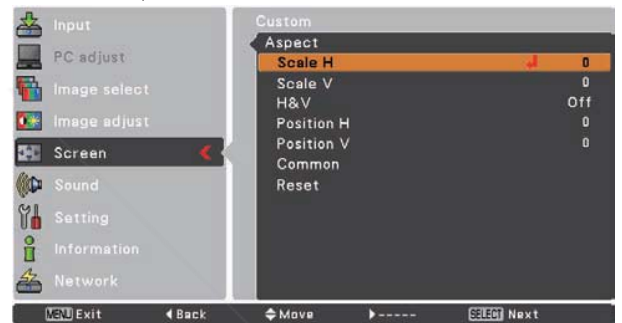 Input
PC adjust
Image select
Image adjust
Screen
Sound
Setting
Information
Network
Custom
Aspect
Scale H 0
Scale V 0
H&V Off
Position H 0
Position V 0
Common
Reset
MENU Exit Back Move ----- SELECT Next